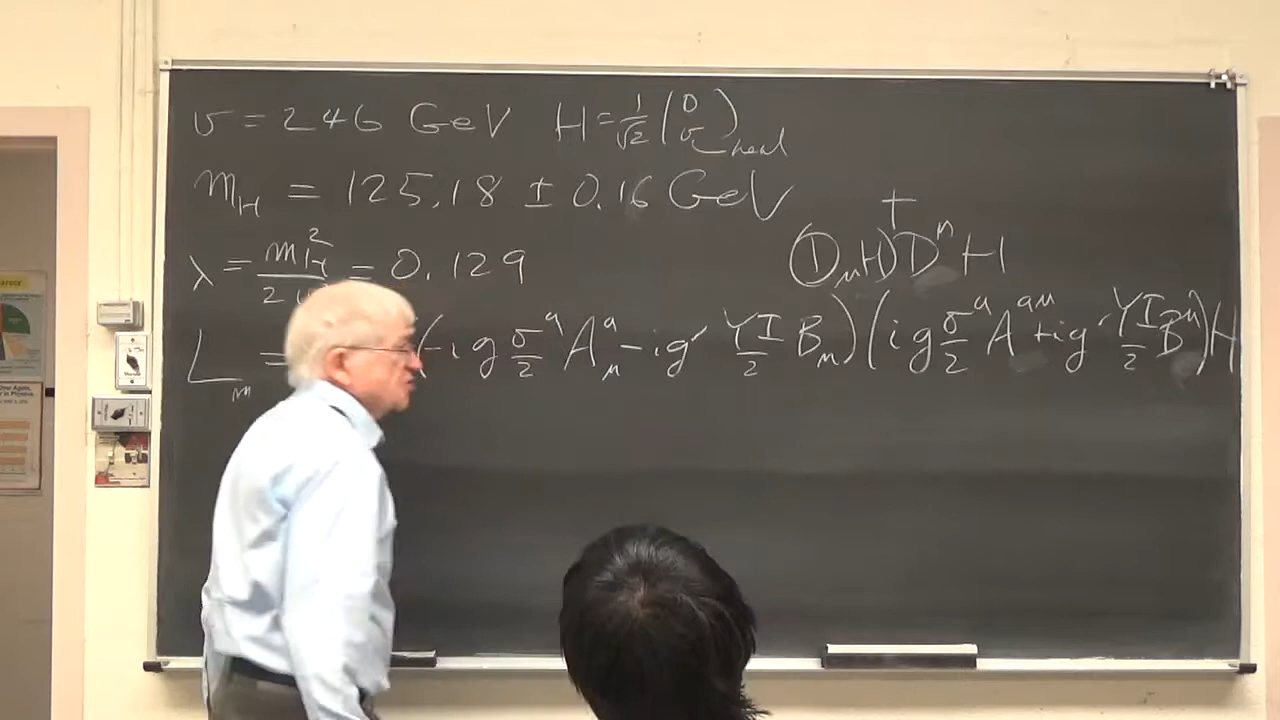 v = 246 GeV H = 1/√2 (0 v) real
m_H = 125.18 ± 0.16 GeV
(D_μ H)† D^μ H
λ = m_H²/2 = 0.129
L_m = (-ig σ^a/2 A^a_μ - ig' YI/2 B_μ)(ig σ^a/2 A^{aμ} + ig' YI/2 B^μ) H